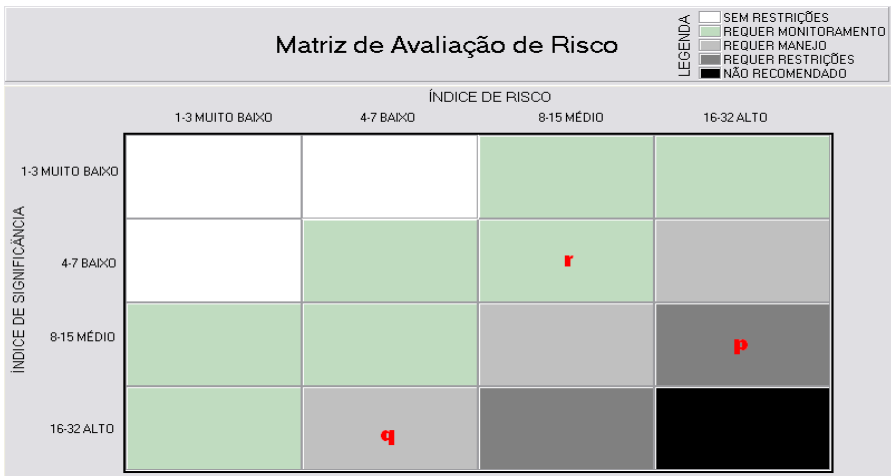 Matriz de Avaliação de Risco
LEGENDA
SEM RESTRIÇÕES
REQUER MONITORAMENTO
REQUER MANEJO
REQUER RESTRIÇÕES
NÃO RECOMENDADO
ÍNDICE DE RISCO
1-3 MUITO BAIXO 4-7 BAIXO 8-15 MÉDIO 16-32 ALTO
ÍNDICE DE SIGNIFICÂNCIA
1-3 MUITO BAIXO
4-7 BAIXO r
8-15 MÉDIO p
16-32 ALTO q